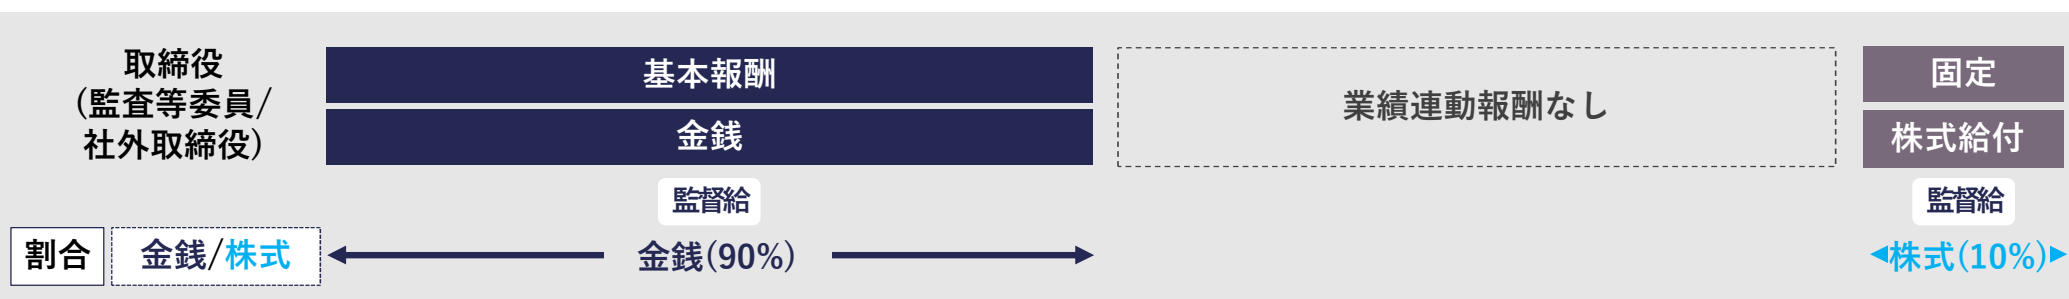 取締役
(監査等委員/
社外取締役)
基本報酬
金銭
監督給
業績連動報酬なし
固定
株式給付
監督給
割合
金銭/株式
金銭(90%)
株式(10%)